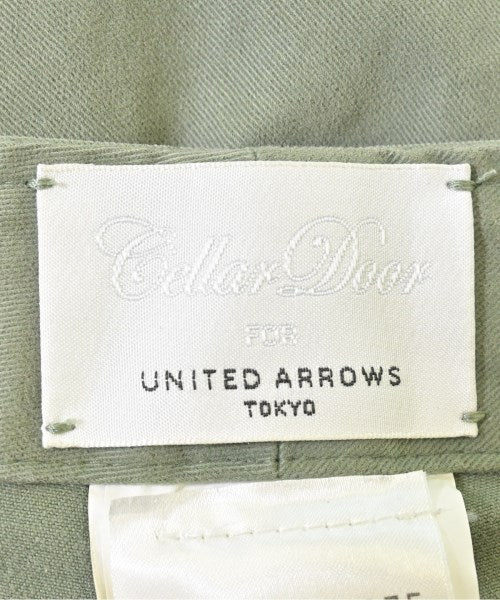 Cellar Door
FOR
UNITED ARROWS
TOKYO